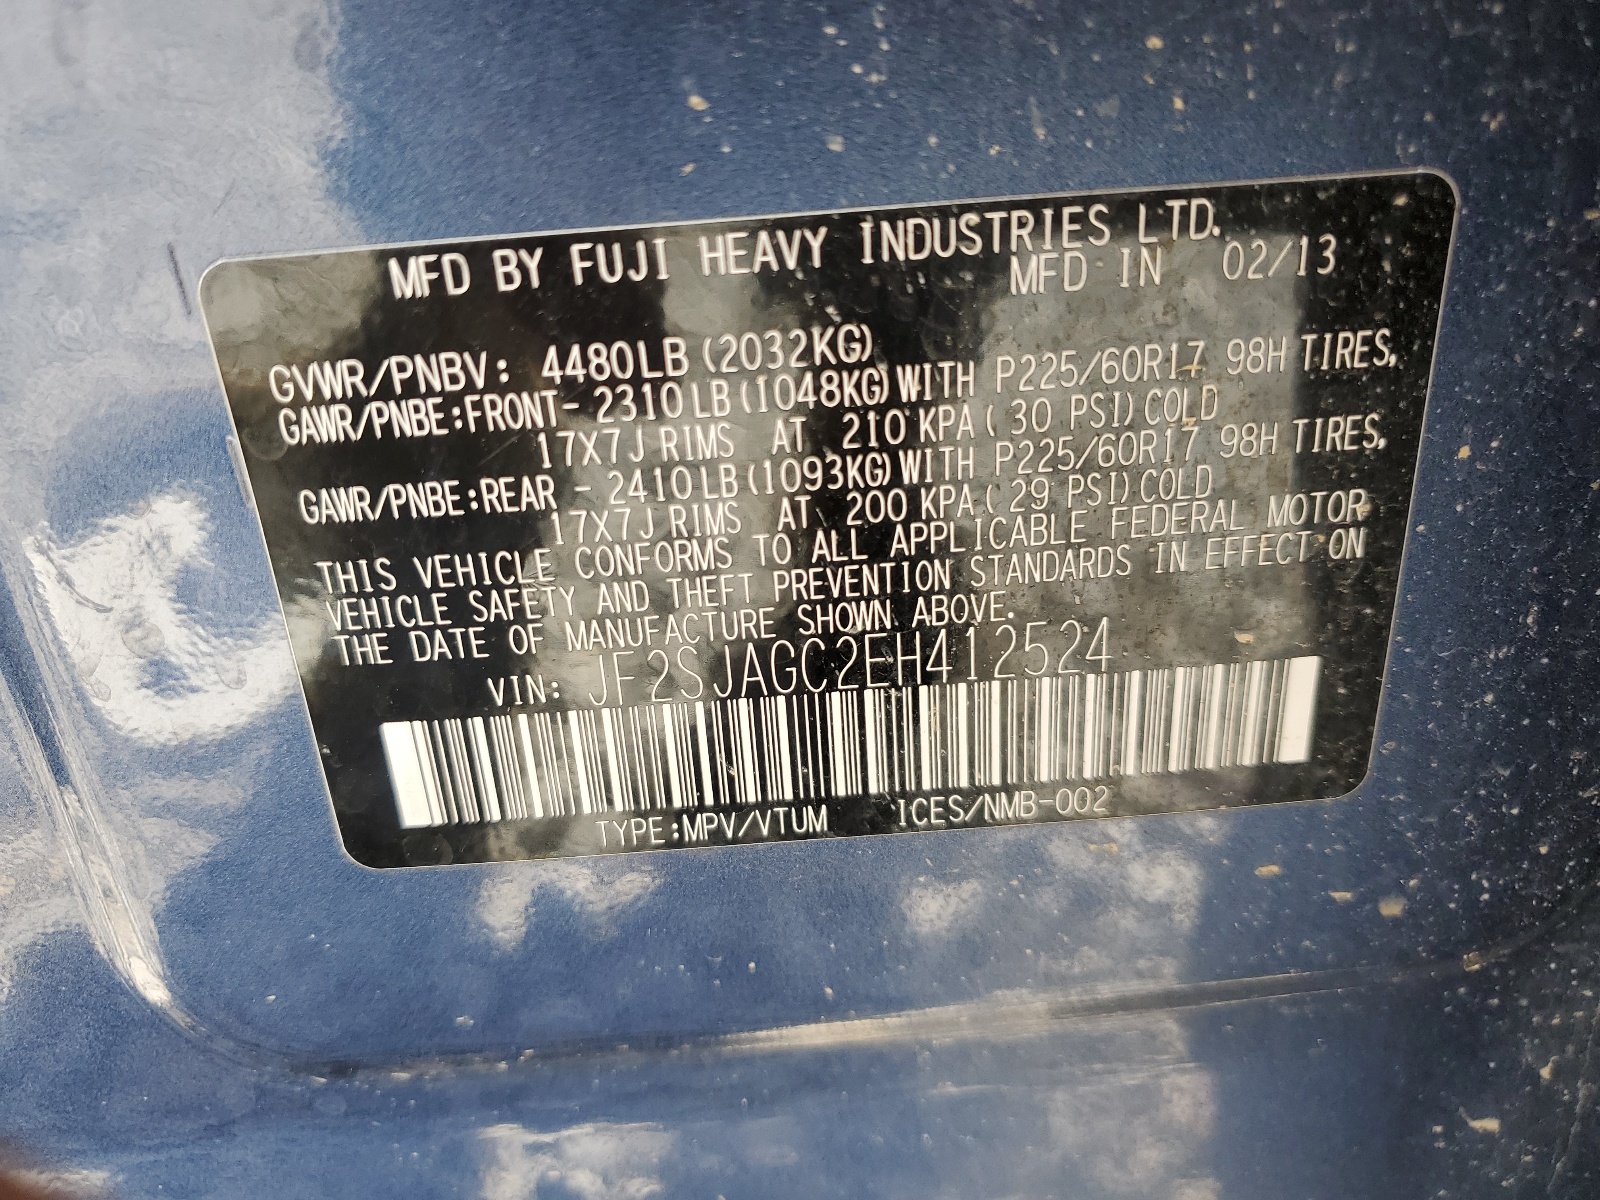 MFD BY FUJI HEAVY INDUSTRIES LTD.
MFD IN 02/13
GVWR/PNBV: 4480LB (2032KG)
GAWR/PNBE:FRONT- 2310LB (1048KG) WITH P225/60R17 98H TIRES,
17X7J RIMS AT 210 KPA ( 30 PSI) COLD
GAWR/PNBE:REAR - 2410LB (1093KG) WITH P225/60R17 98H TIRES,
17X7J RIMS AT 200 KPA ( 29 PSI) COLD
THIS VEHICLE CONFORMS TO ALL APPLICABLE FEDERAL MOTOR
VEHICLE SAFETY AND THEFT PREVENTION STANDARDS IN EFFECT ON
THE DATE OF MANUFACTURE SHOWN ABOVE.
VIN: JF2SJAGC2EH412524
TYPE:MPV/VTUM ICES/NMB-002